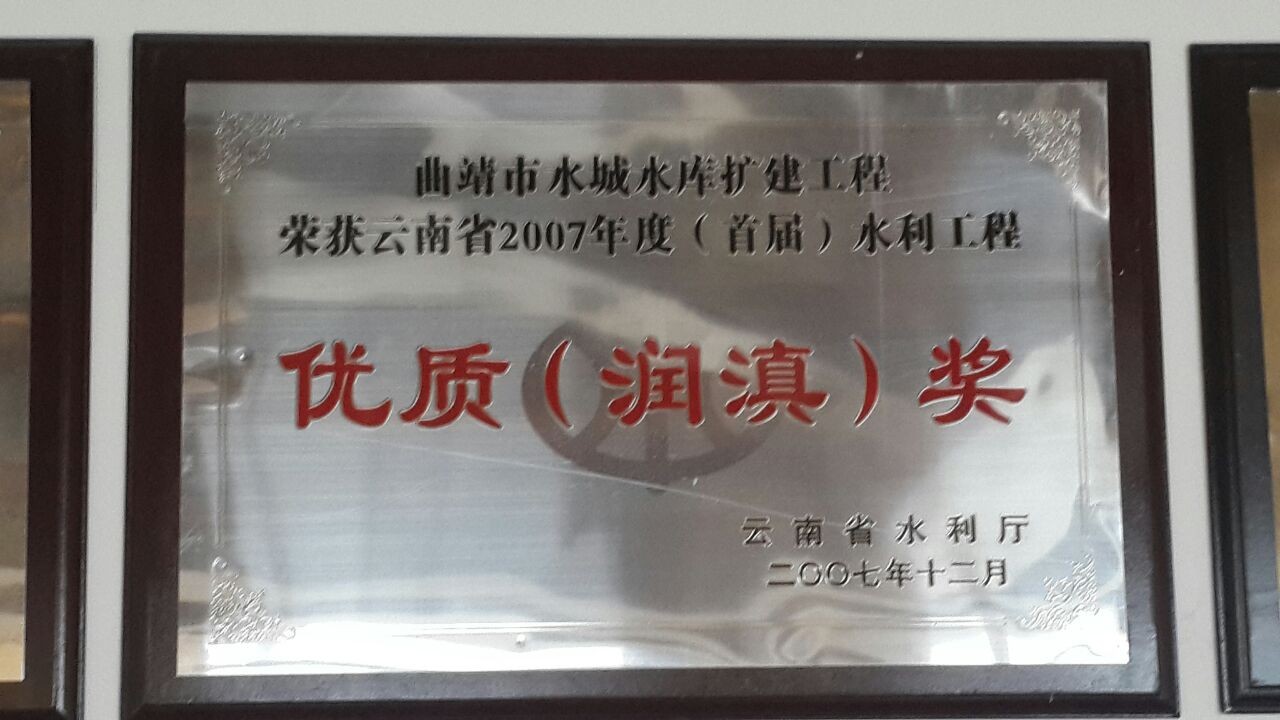 曲靖市水城水库扩建工程
荣获云南省2007年度（首届）水利工程
优质（润滇）奖
云南省水利厅
二〇〇七年十二月